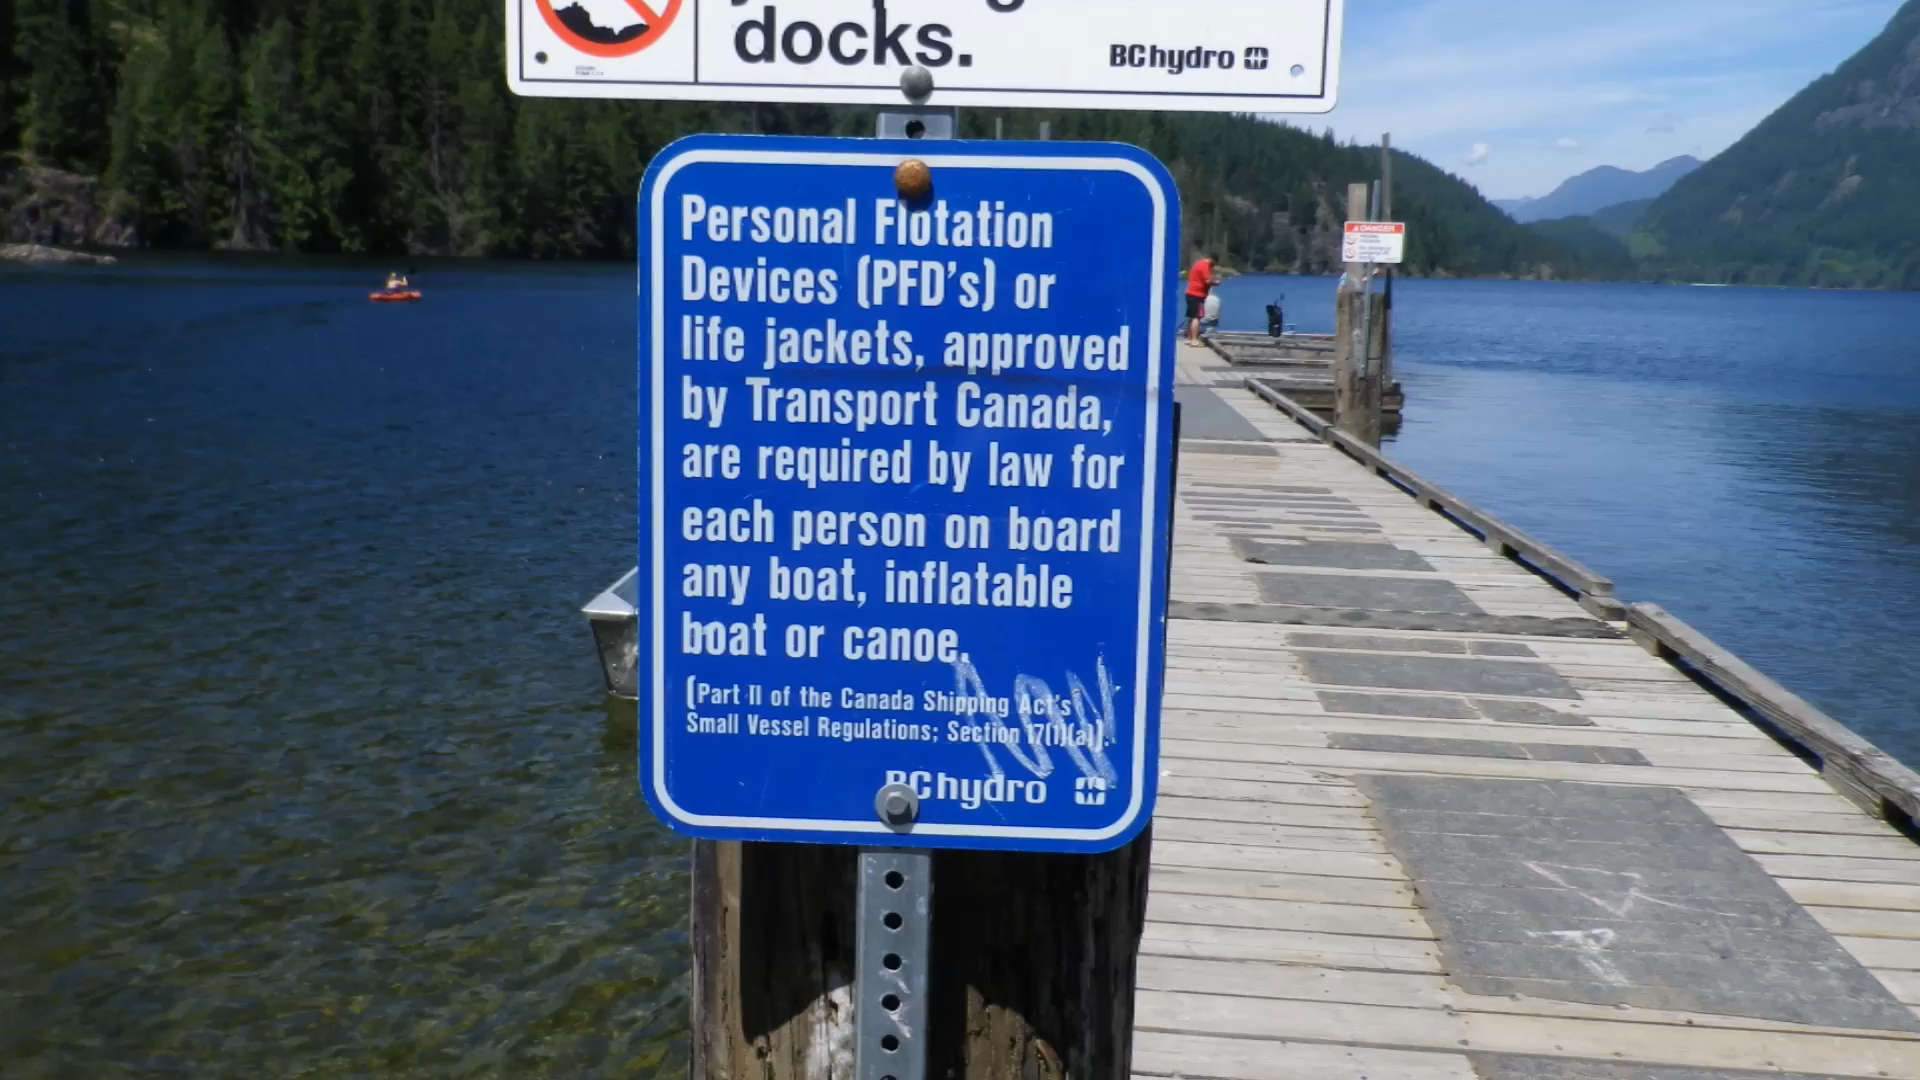 docks.
BChydro
Personal Flotation
Devices (PFD's) or
life jackets, approved
by Transport Canada,
are required by law for
each person on board
any boat, inflatable
boat or canoe.
(Part II of the Canada Shipping Act's
Small Vessel Regulations; Section 17(1)(a)).
BChydro
DANGER